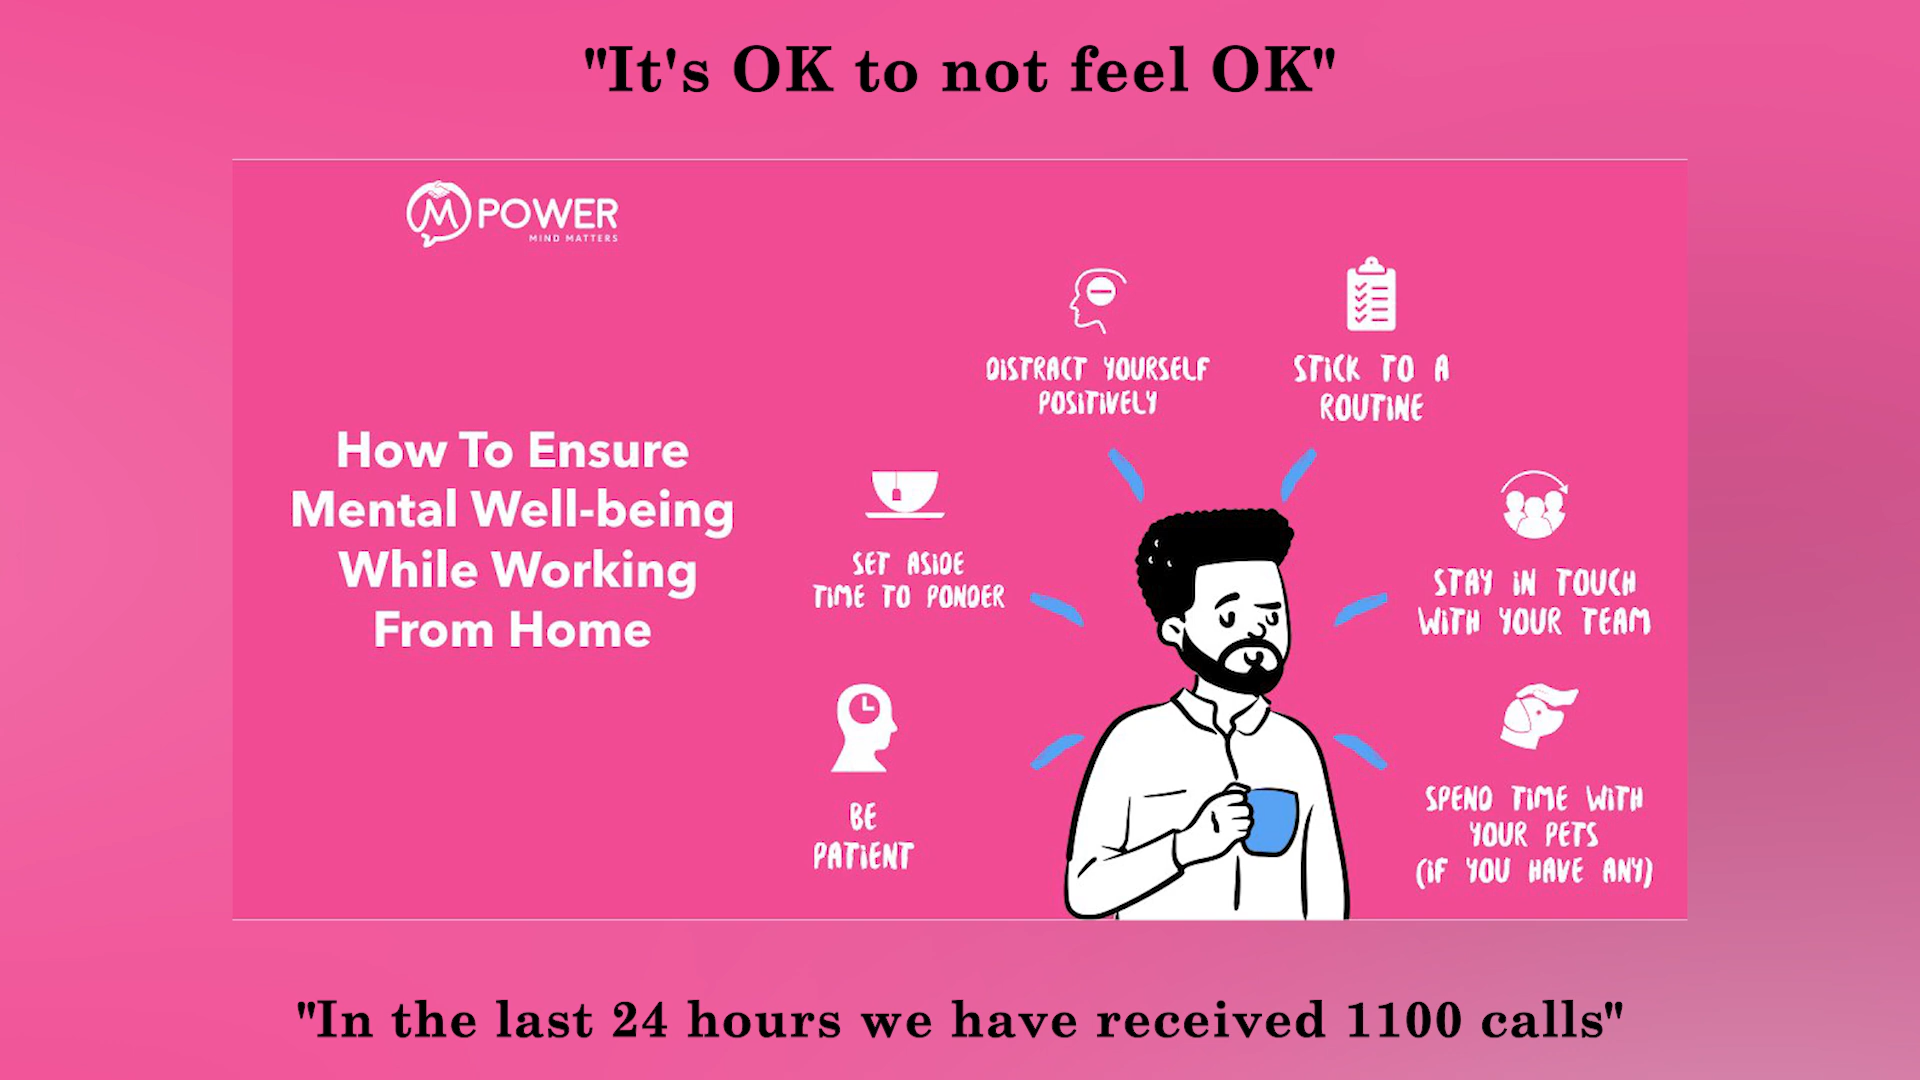 "It's OK to not feel OK"
M POWER
MIND MATTERS
How To Ensure
Mental Well-being
While Working
From Home
DISTRACT YOURSELF
POSITIVELY
STICK TO A
ROUTINE
SET ASIDE
TIME TO PONDER
STAY IN TOUCH
WITH YOUR TEAM
BE
PATIENT
SPEND TIME WITH
YOUR PETS
(IF YOU HAVE ANY)
"In the last 24 hours we have received 1100 calls"